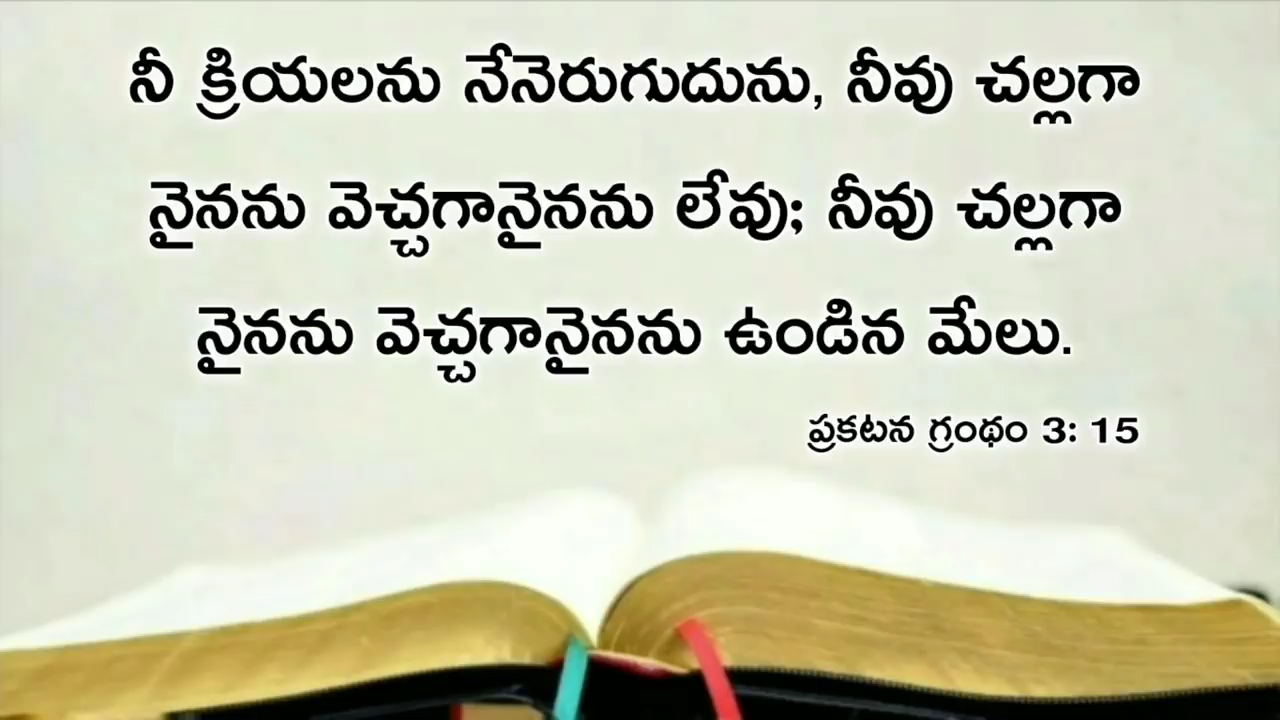 నీ క్రియలను నేనెరుగుదును, నీవు చల్లగా
నైనను వెచ్చగానైనను లేవు; నీవు చల్లగా
నైనను వెచ్చగానైనను ఉండిన మేలు.
ప్రకటన గ్రంథం 3: 15